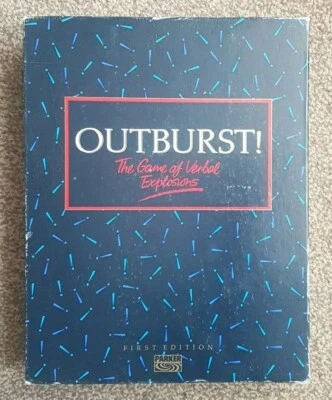 OUTBURST!
The Game of Verbal
Explosions
FIRST EDITION
PARKER